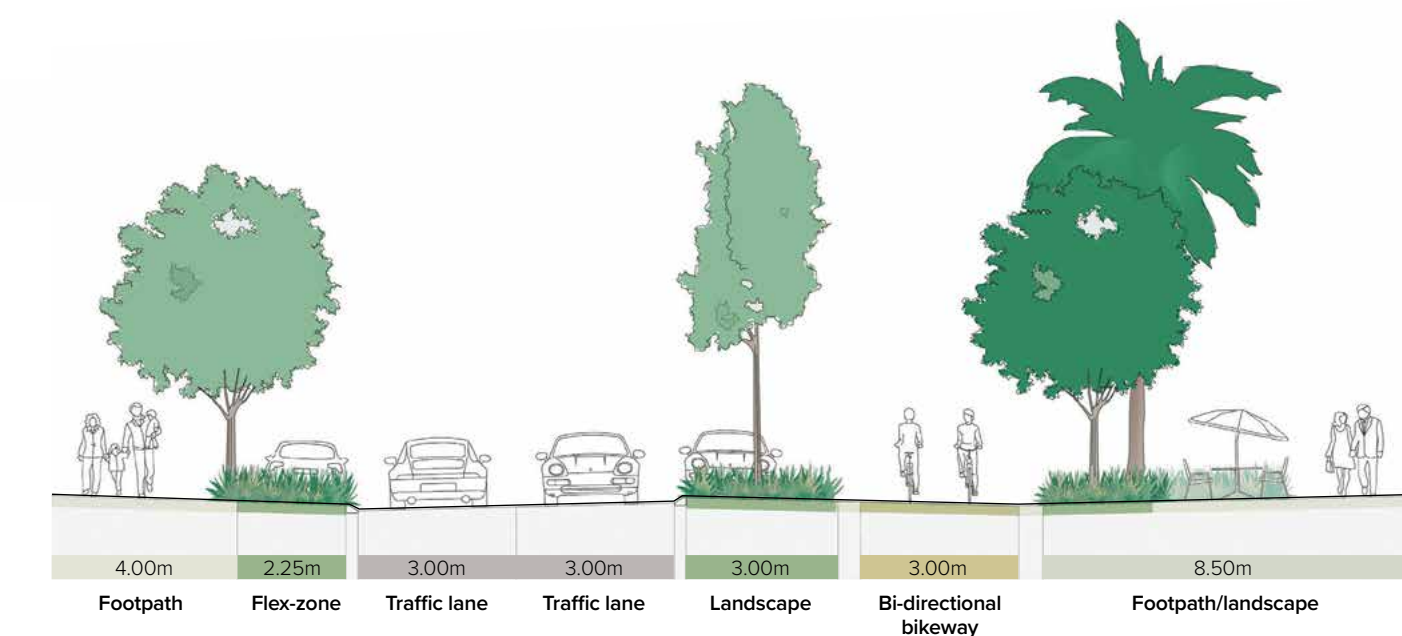 4.00m 2.25m 3.00m 3.00m 3.00m 3.00m 8.50m
Footpath Flex-zone Traffic lane Traffic lane Landscape Bi-directional Footpath/landscape
bikeway